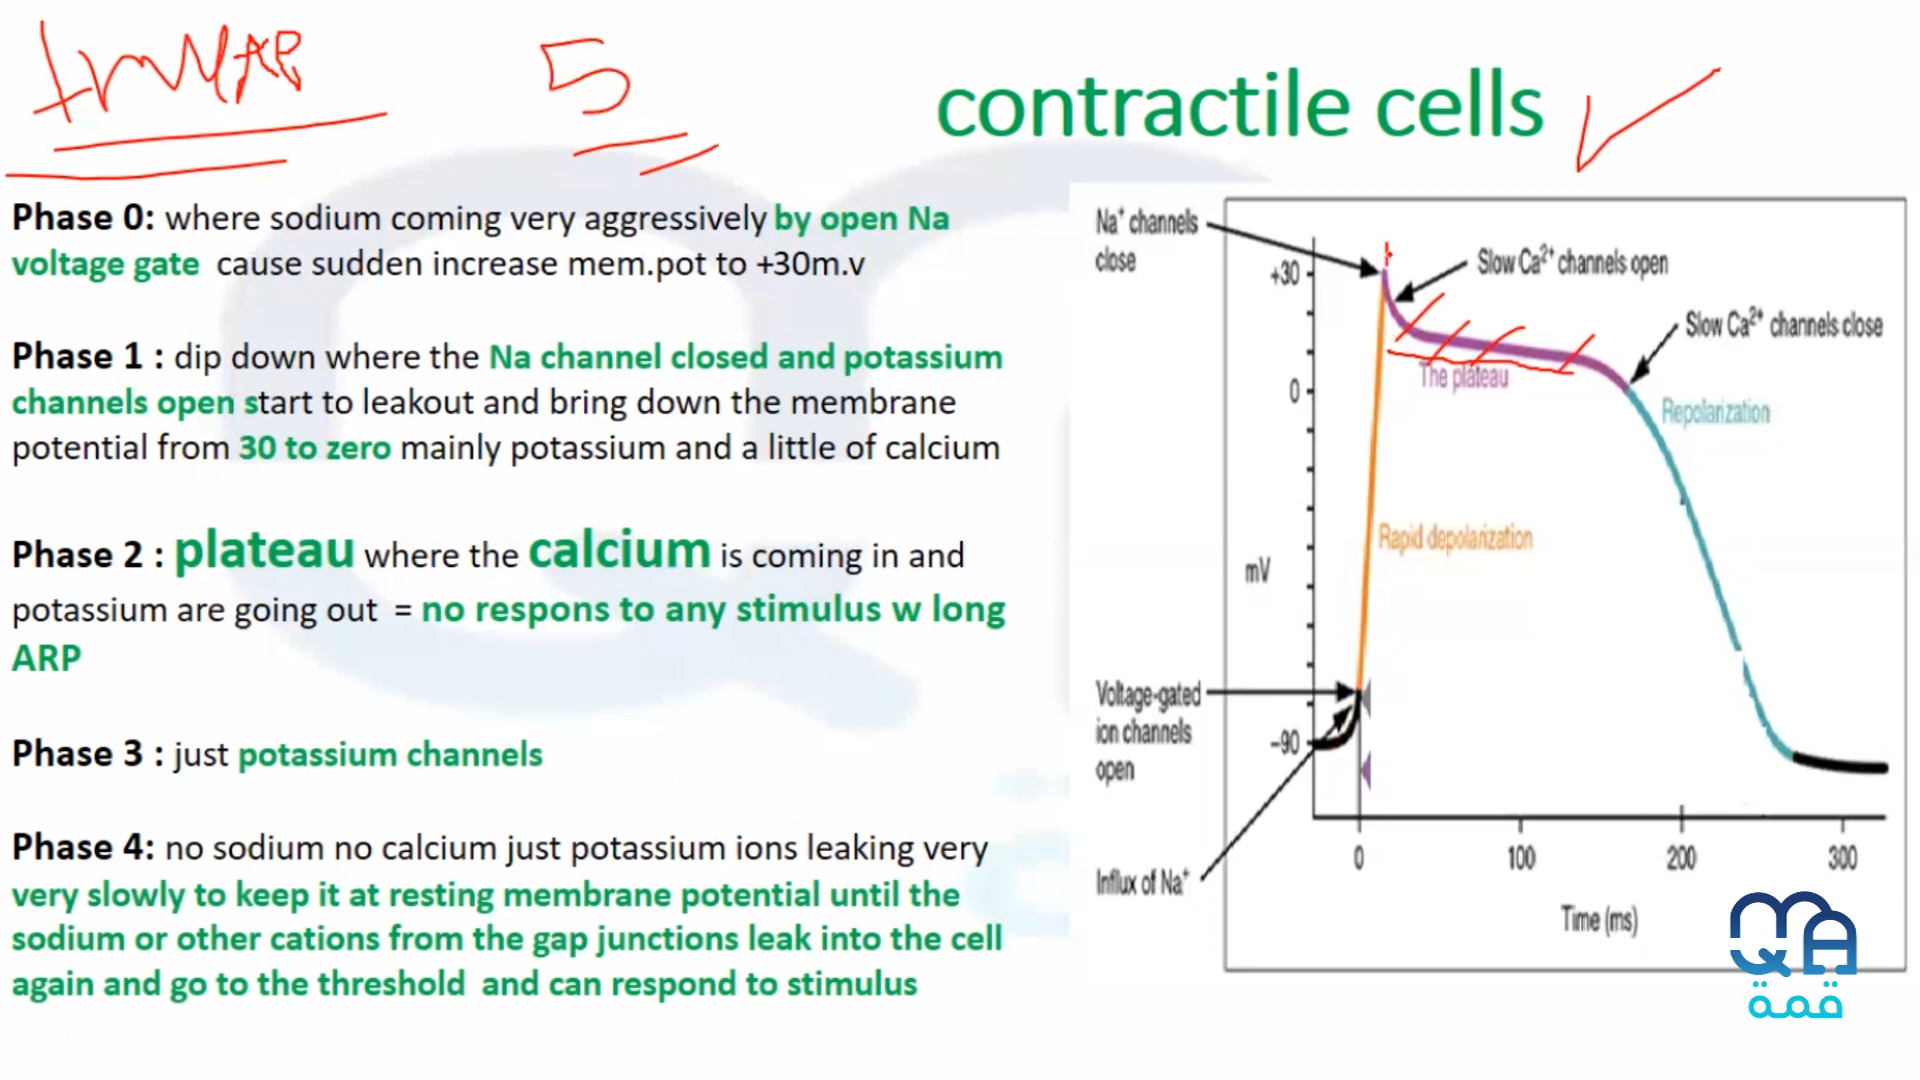 5
contractile cells
Phase 0: where sodium coming very aggressively by open Na
voltage gate cause sudden increase mem.pot to +30m.v
Phase 1 : dip down where the Na channel closed and potassium
channels open start to leakout and bring down the membrane
potential from 30 to zero mainly potassium and a little of calcium
Phase 2 : plateau where the calcium is coming in and
potassium are going out = no respons to any stimulus w long
ARP
Phase 3 : just potassium channels
Phase 4: no sodium no calcium just potassium ions leaking very
very slowly to keep it at resting membrane potential until the
sodium or other cations from the gap junctions leak into the cell
again and go to the threshold and can respond to stimulus
Na⁺ channels
close
+30
Slow Ca²⁺ channels open
Slow Ca²⁺ channels close
The plateau
0
Repolarization
Rapid depolarization
mV
Voltage-gated
ion channels
open
−90
Influx of Na⁺
0 100 200 300
Time (ms)
قمة